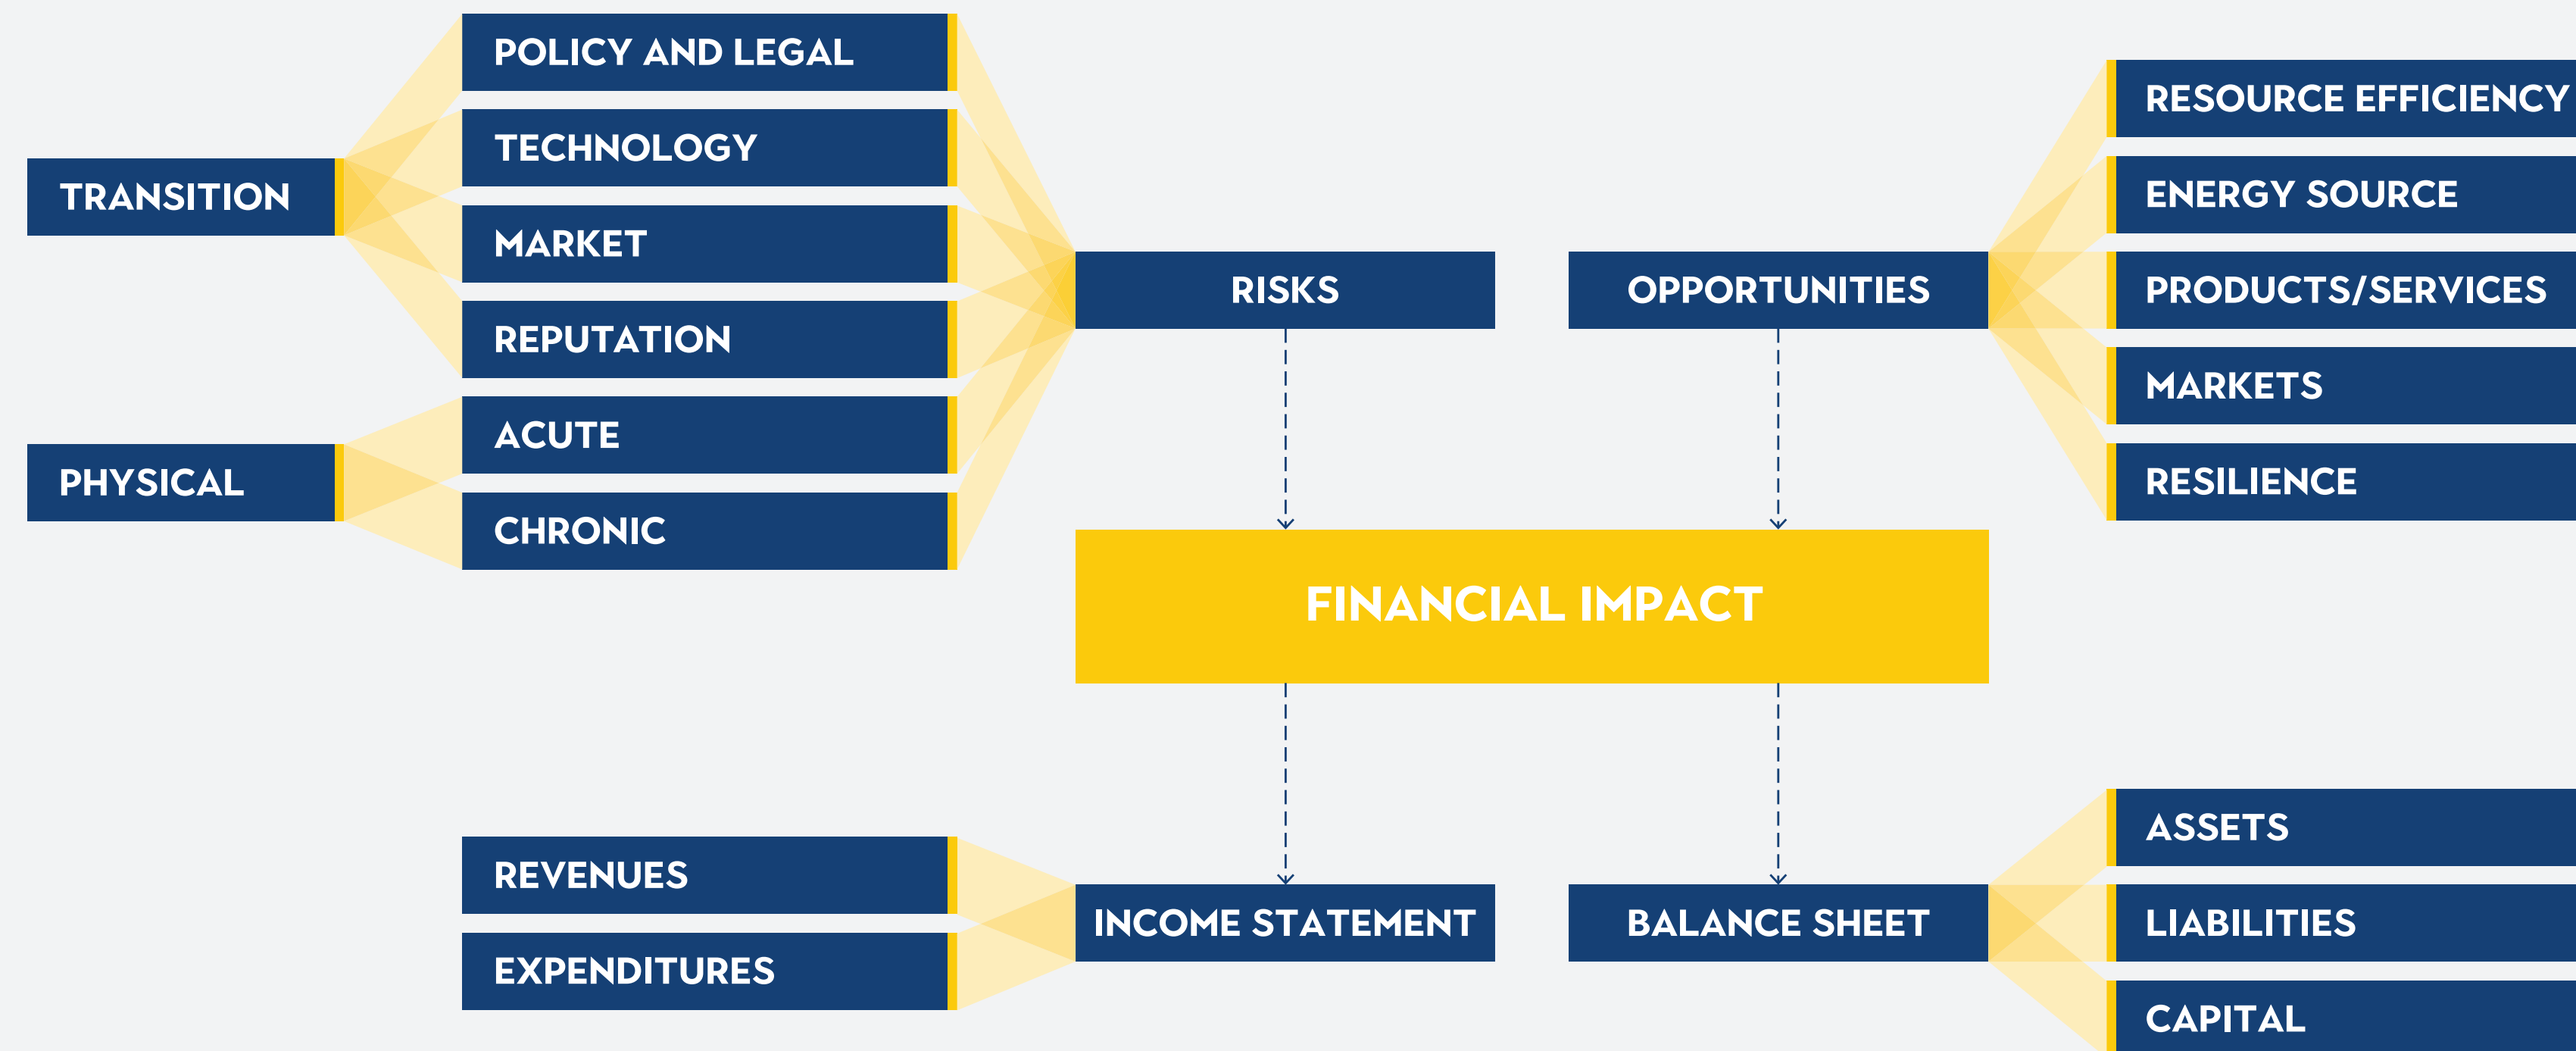 POLICY AND LEGAL
TECHNOLOGY
TRANSITION
MARKET
REPUTATION
ACUTE
PHYSICAL
CHRONIC
RISKS
OPPORTUNITIES
RESOURCE EFFICIENCY
ENERGY SOURCE
PRODUCTS/SERVICES
MARKETS
RESILIENCE
FINANCIAL IMPACT
REVENUES
EXPENDITURES
INCOME STATEMENT
BALANCE SHEET
ASSETS
LIABILITIES
CAPITAL